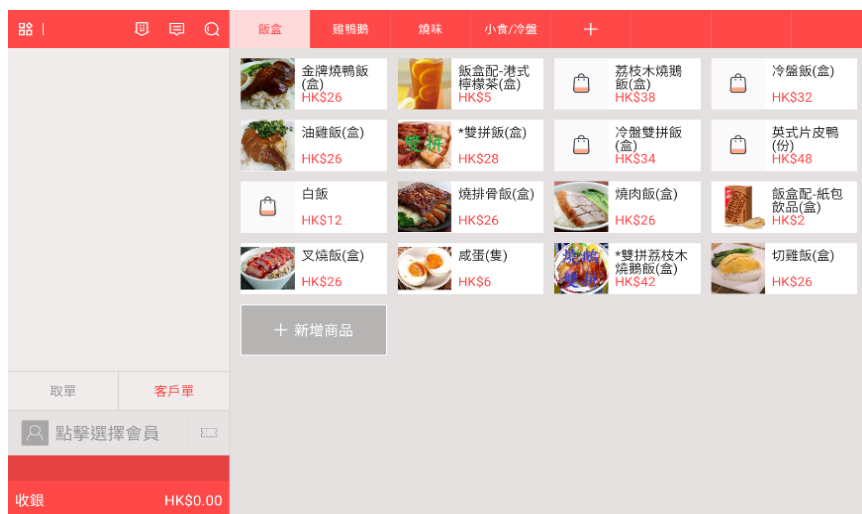 飯盒
雞鴨鵝
燒味
小食/冷盤
金牌燒鴨飯
(盒)
HK$26
飯盒配-港式
檸檬茶(盒)
HK$5
荔枝木燒鵝
飯(盒)
HK$38
冷盤飯(盒)
HK$32
油雞飯(盒)
HK$26
雙拼
*雙拼飯(盒)
HK$28
冷盤雙拼飯
(盒)
HK$34
英式片皮鴨
(份)
HK$48
白飯
HK$12
燒排骨飯(盒)
HK$26
燒肉飯(盒)
HK$26
飯盒配-紙包
飲品(盒)
HK$2
叉燒飯(盒)
HK$26
咸蛋(隻)
HK$6
燒鵝
雙拼
*雙拼荔枝木
燒鵝飯(盒)
HK$42
切雞飯(盒)
HK$26
新增商品
取單
客戶單
點擊選擇會員
收銀
HK$0.00